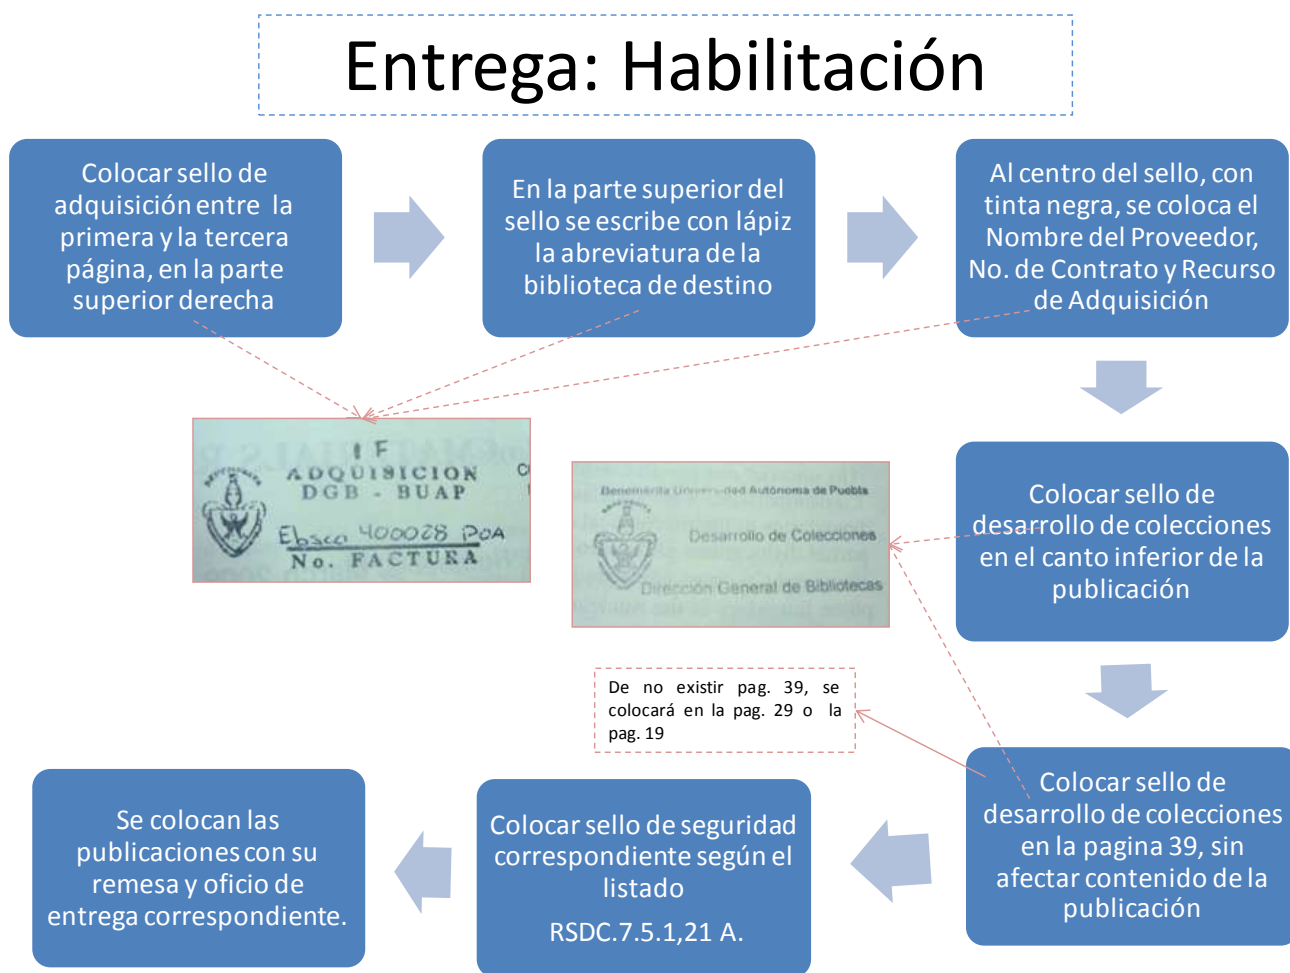 Entrega: Habilitación
Colocar sello de
adquisición entre la
primera y la tercera
página, en la parte
superior derecha
En la parte superior del
sello se escribe con lápiz
la abreviatura de la
biblioteca de destino
Al centro del sello, con
tinta negra, se coloca el
Nombre del Proveedor,
No. de Contrato y Recurso
de Adquisición
ADQUISICION
DGB - BUAP
Ebsco 400028 POA
No. FACTURA
Benemérita Universidad Autónoma de Puebla
Desarrollo de Colecciones
Dirección General de Bibliotecas
Colocar sello de
desarrollo de colecciones
en el canto inferior de la
publicación
De no existir pag. 39, se
colocará en la pag. 29 o la
pag. 19
Colocar sello de
desarrollo de colecciones
en la pagina 39, sin
afectar contenido de la
publicación
Colocar sello de seguridad
correspondiente según el
listado
RSDC.7.5.1,21 A.
Se colocan las
publicaciones con su
remesa y oficio de
entrega correspondiente.